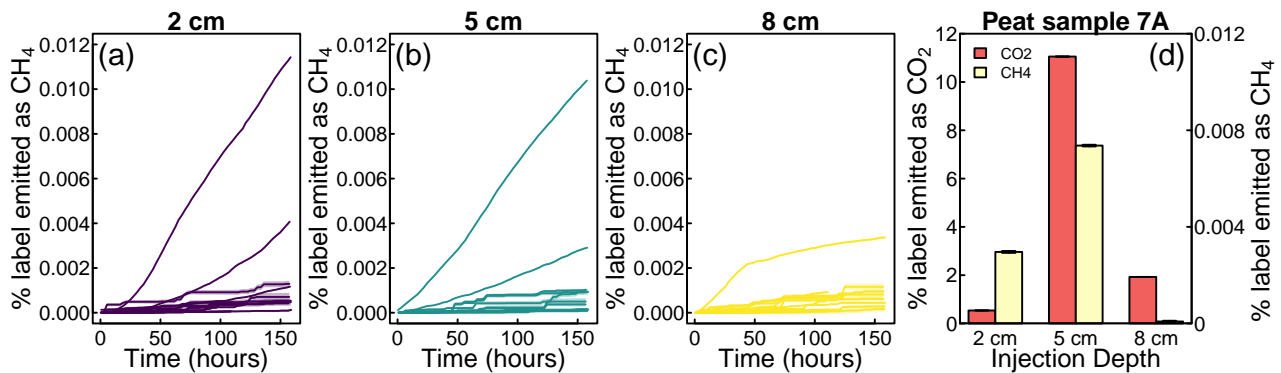 2 cm
(a)
% label emitted as CH4
0.012
0.010
0.008
0.006
0.004
0.002
0.000
0 50 100 150
Time (hours)
5 cm
(b)
% label emitted as CH4
0.012
0.010
0.008
0.006
0.004
0.002
0.000
0 50 100 150
Time (hours)
8 cm
(c)
% label emitted as CH4
0.012
0.010
0.008
0.006
0.004
0.002
0.000
0 50 100 150
Time (hours)
Peat sample 7A
(d)
% label emitted as CO2
12
10
8
6
4
2
0
CO2
CH4
0.012
0.008
0.004
0
% label emitted as CH4
2 cm 5 cm 8 cm
Injection Depth